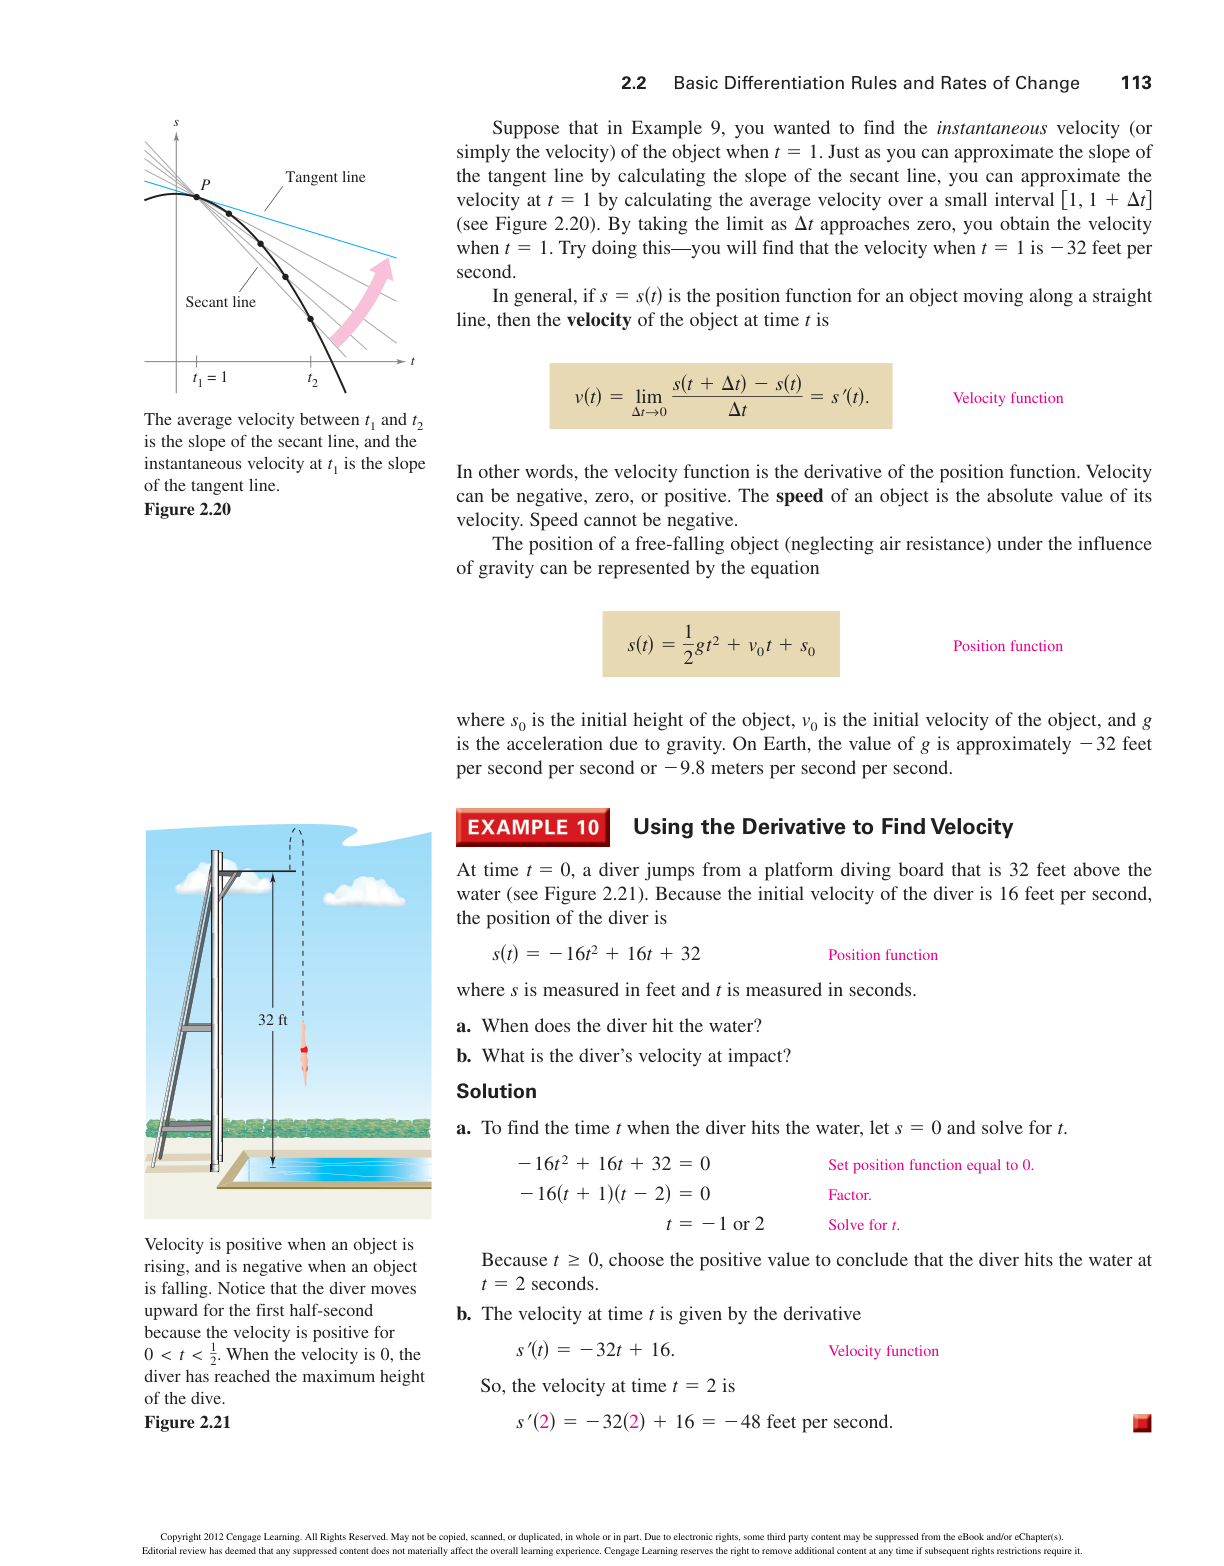 2.2 Basic Differentiation Rules and Rates of Change 113
s
P
Tangent line
Secant line
t₁ = 1
t₂
t
The average velocity between t₁ and t₂
is the slope of the secant line, and the
instantaneous velocity at t₁ is the slope
of the tangent line.
Figure 2.20
Suppose that in Example 9, you wanted to find the instantaneous velocity (or
simply the velocity) of the object when t = 1. Just as you can approximate the slope of
the tangent line by calculating the slope of the secant line, you can approximate the
velocity at t = 1 by calculating the average velocity over a small interval [1, 1 + Δt]
(see Figure 2.20). By taking the limit as Δt approaches zero, you obtain the velocity
when t = 1. Try doing this—you will find that the velocity when t = 1 is −32 feet per
second.
In general, if s = s(t) is the position function for an object moving along a straight
line, then the velocity of the object at time t is
v(t) = lim Δt→0 (s(t + Δt) − s(t))/Δt = s′(t). Velocity function
In other words, the velocity function is the derivative of the position function. Velocity
can be negative, zero, or positive. The speed of an object is the absolute value of its
velocity. Speed cannot be negative.
The position of a free-falling object (neglecting air resistance) under the influence
of gravity can be represented by the equation
s(t) = 1/2 gt² + v₀t + s₀ Position function
where s₀ is the initial height of the object, v₀ is the initial velocity of the object, and g
is the acceleration due to gravity. On Earth, the value of g is approximately −32 feet
per second per second or −9.8 meters per second per second.
EXAMPLE 10 Using the Derivative to Find Velocity
At time t = 0, a diver jumps from a platform diving board that is 32 feet above the
water (see Figure 2.21). Because the initial velocity of the diver is 16 feet per second,
the position of the diver is
s(t) = −16t² + 16t + 32 Position function
where s is measured in feet and t is measured in seconds.
a. When does the diver hit the water?
b. What is the diver's velocity at impact?
Solution
a. To find the time t when the diver hits the water, let s = 0 and solve for t.
−16t² + 16t + 32 = 0 Set position function equal to 0.
−16(t + 1)(t − 2) = 0 Factor.
t = −1 or 2 Solve for t.
Because t ≥ 0, choose the positive value to conclude that the diver hits the water at
t = 2 seconds.
b. The velocity at time t is given by the derivative
s′(t) = −32t + 16. Velocity function
So, the velocity at time t = 2 is
s′(2) = −32(2) + 16 = −48 feet per second.
32 ft
Velocity is positive when an object is
rising, and is negative when an object
is falling. Notice that the diver moves
upward for the first half-second
because the velocity is positive for
0 < t < 1/2. When the velocity is 0, the
diver has reached the maximum height
of the dive.
Figure 2.21
Copyright 2012 Cengage Learning. All Rights Reserved. May not be copied, scanned, or duplicated, in whole or in part. Due to electronic rights, some third party content may be suppressed from the eBook and/or eChapter(s).
Editorial review has deemed that any suppressed content does not materially affect the overall learning experience. Cengage Learning reserves the right to remove additional content at any time if subsequent rights restrictions require it.